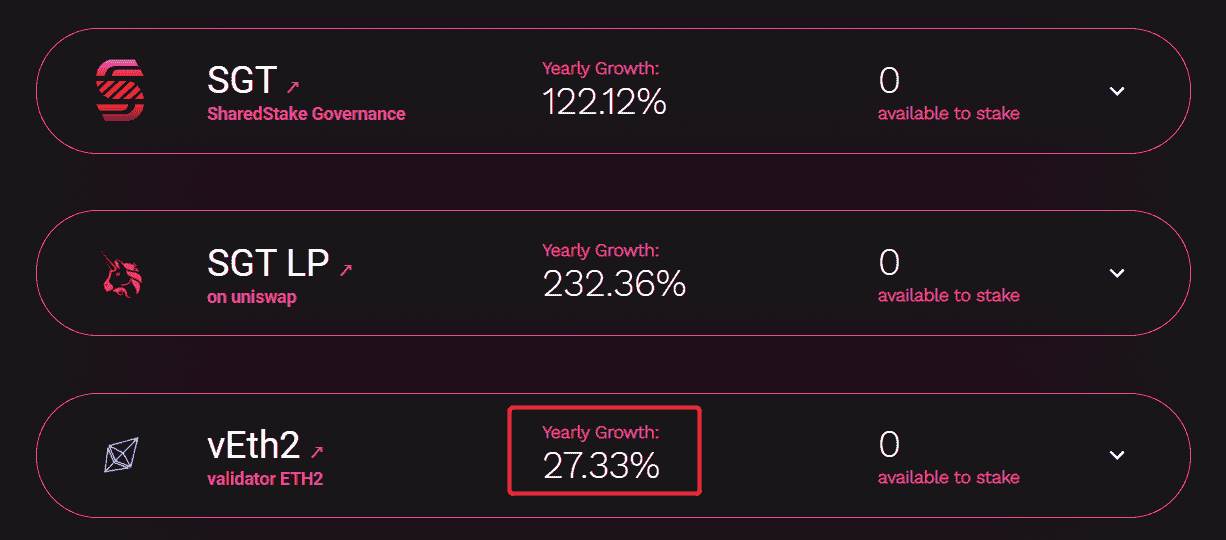 SGT ↗
SharedStake Governance
Yearly Growth:
122.12%
0
available to stake
SGT LP ↗
on uniswap
Yearly Growth:
232.36%
0
available to stake
vEth2 ↗
validator ETH2
Yearly Growth:
27.33%
0
available to stake